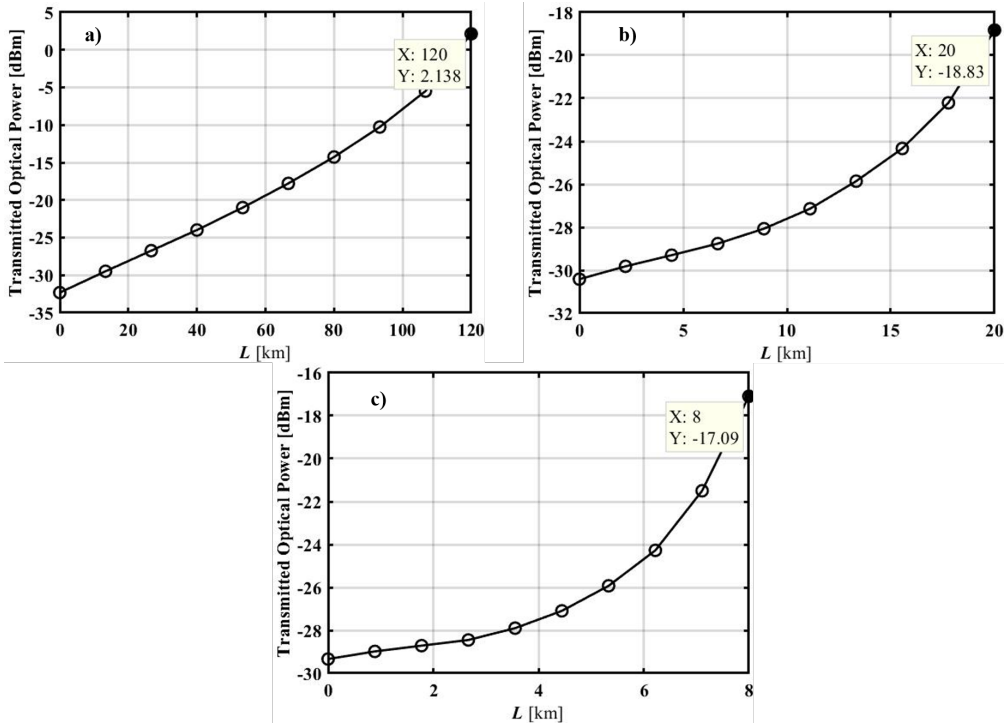 a)
Transmitted Optical Power [dBm]
5
0
-5
-10
-15
-20
-25
-30
-35
X: 120
Y: 2.138
0 20 40 60 80 100 120
L [km]
b)
Transmitted Optical Power [dBm]
-18
-20
-22
-24
-26
-28
-30
-32
X: 20
Y: -18.83
0 5 10 15 20
L [km]
c)
Transmitted Optical Power [dBm]
-16
-18
-20
-22
-24
-26
-28
-30
X: 8
Y: -17.09
0 2 4 6 8
L [km]